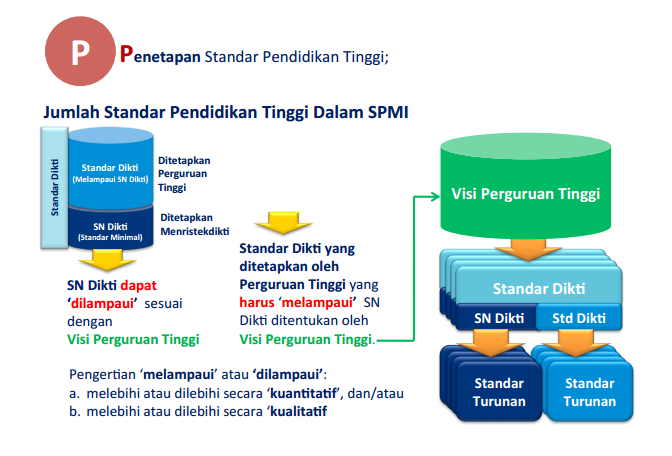 P
Penetapan Standar Pendidikan Tinggi;
Jumlah Standar Pendidikan Tinggi Dalam SPMI
Standar Dikti
Standar Dikti
(Melampaui SN Dikti)
SN Dikti
(Standar Minimal)
Ditetapkan
Perguruan
Tinggi
Ditetapkan
Menristekdikti
SN Dikti dapat
‘dilampaui’ sesuai
dengan
Visi Perguruan Tinggi
Standar Dikti yang
ditetapkan oleh
Perguruan Tinggi yang
harus ‘melampaui’ SN
Dikti ditentukan oleh
Visi Perguruan Tinggi.
Visi Perguruan Tinggi
Standar Dikti
SN Dikti
Std Dikti
Standar
Turunan
Standar
Turunan
Pengertian ‘melampaui’ atau ‘dilampaui’:
a. melebihi atau dilebihi secara ‘kuantitatif’, dan/atau
b. melebihi atau dilebihi secara ‘kualitatif